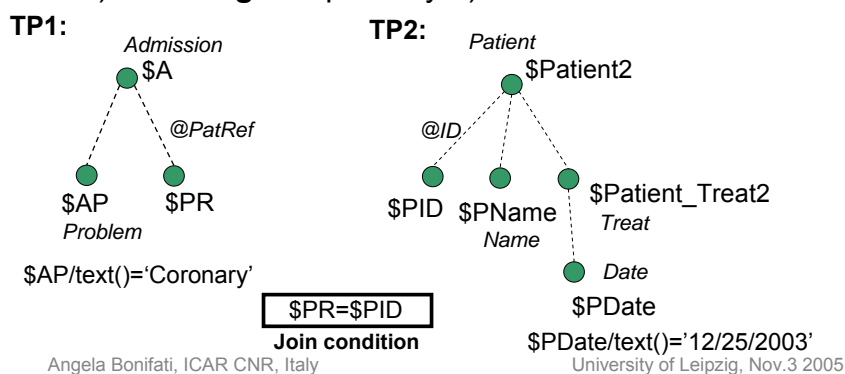 TP1:
Admission
$A
@PatRef
$AP
$PR
Problem
$AP/text()='Coronary'
TP2:
Patient
$Patient2
@ID
$PID
$PName
$Patient_Treat2
Name
Treat
Date
$PDate
$PDate/text()='12/25/2003'
$PR=$PID
Join condition
Angela Bonifati, ICAR CNR, Italy
University of Leipzig, Nov.3 2005